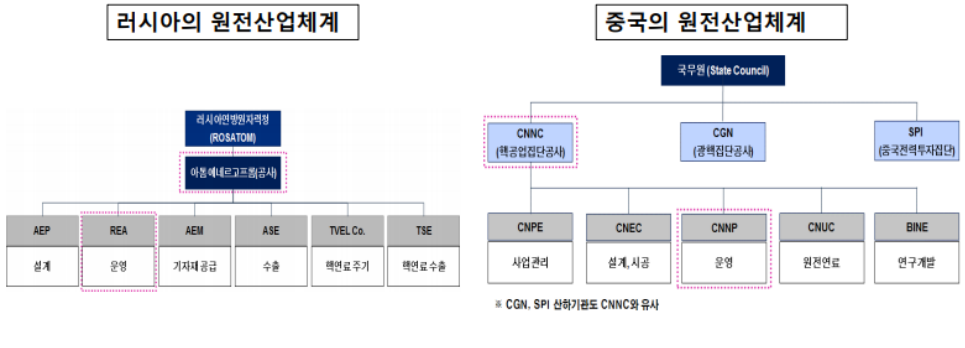 러시아의 원전산업체계
러시아연방원자력청
(ROSATOM)
아톰에네르고프롬(공사)
AEP
REA
AEM
ASE
TVEL Co.
TSE
설계
운영
기자재 공급
수출
핵연료 주기
핵연료 수출
중국의 원전산업체계
국무원 (State Council)
CNNC
(핵공업집단공사)
CGN
(광핵집단공사)
SPI
(중국전력투자집단)
CNPE
CNEC
CNNP
CNUC
BINE
사업관리
설계, 시공
운영
원전연료
연구개발
※ CGN, SPI 산하기관도 CNNC와 유사